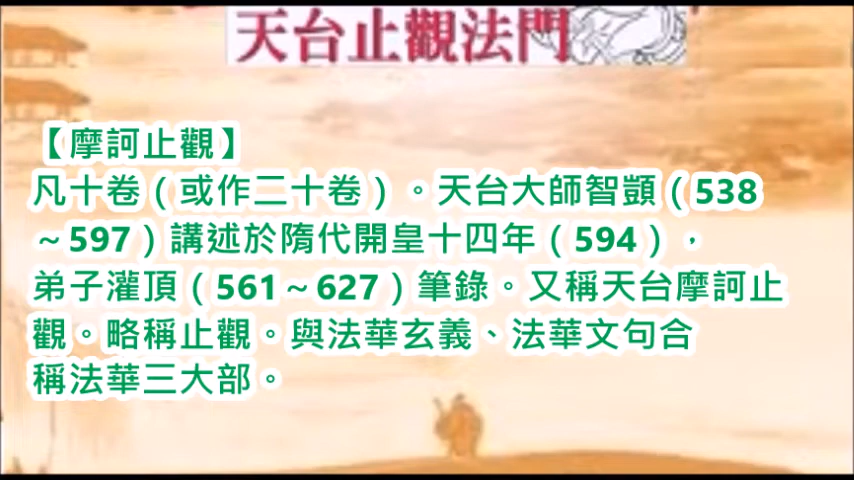 天台止觀法門
【摩訶止觀】
凡十卷（或作二十卷）。天台大師智顗（538
～597）講述於隋代開皇十四年（594），
弟子灌頂（561～627）筆錄。又稱天台摩訶止
觀。略稱止觀。與法華玄義、法華文句合
稱法華三大部。